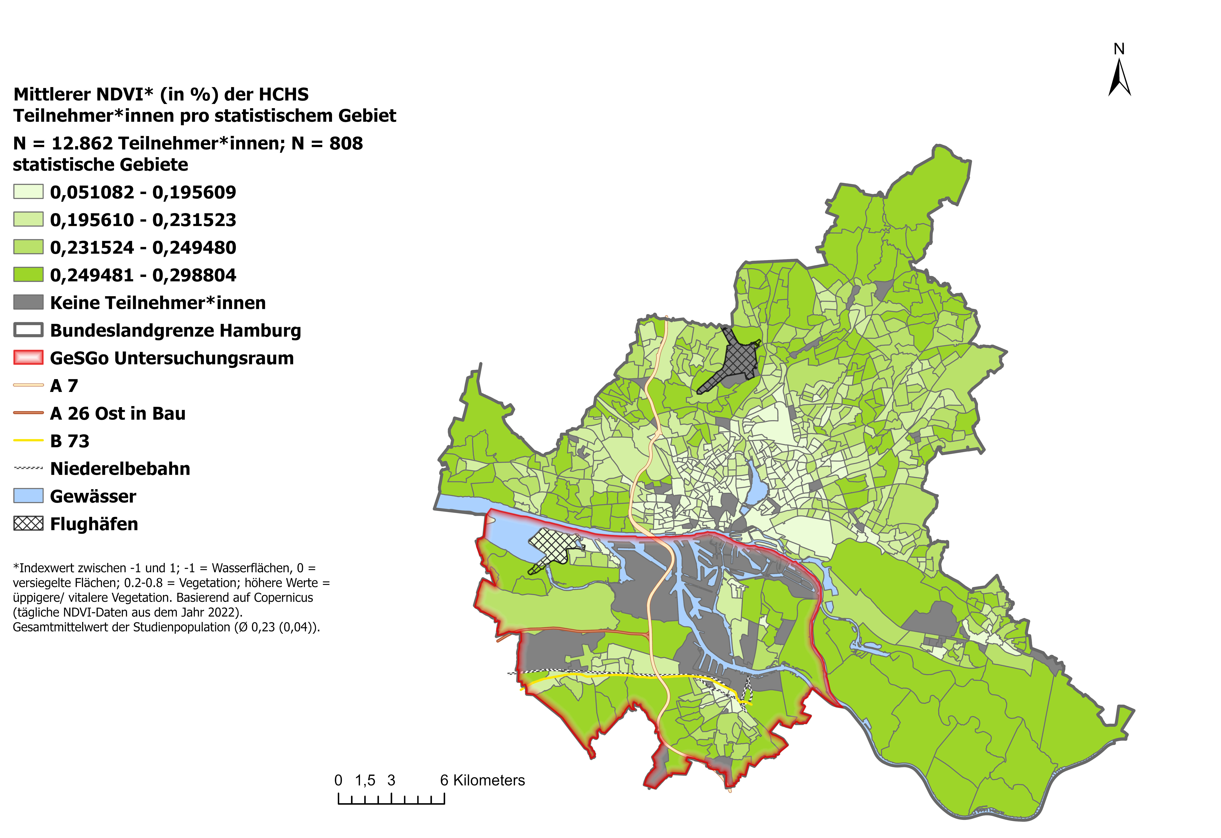 N
Mittlerer NDVI* (in %) der HCHS
Teilnehmer*innen pro statistischem Gebiet
N = 12.862 Teilnehmer*innen; N = 808
statistische Gebiete
0,051082 - 0,195609
0,195610 - 0,231523
0,231524 - 0,249480
0,249481 - 0,298804
Keine Teilnehmer*innen
Bundeslandgrenze Hamburg
GeSGo Untersuchungsraum
A 7
A 26 Ost in Bau
B 73
Niederelbebahn
Gewässer
Flughäfen
*Indexwert zwischen -1 und 1; -1 = Wasserflächen, 0 =
versiegelte Flächen; 0.2-0.8 = Vegetation; höhere Werte =
üppigere/ vitalere Vegetation. Basierend auf Copernicus
(tägliche NDVI-Daten aus dem Jahr 2022).
Gesamtmittelwert der Studienpopulation (Ø 0,23 (0,04)).
0 1,5 3 6 Kilometers